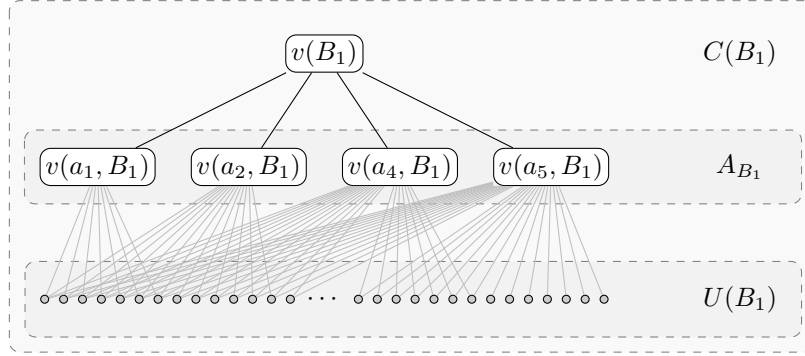 v(B₁) C(B₁)
v(a₁, B₁) v(a₂, B₁) v(a₄, B₁) v(a₅, B₁) A_{B₁}
··· U(B₁)